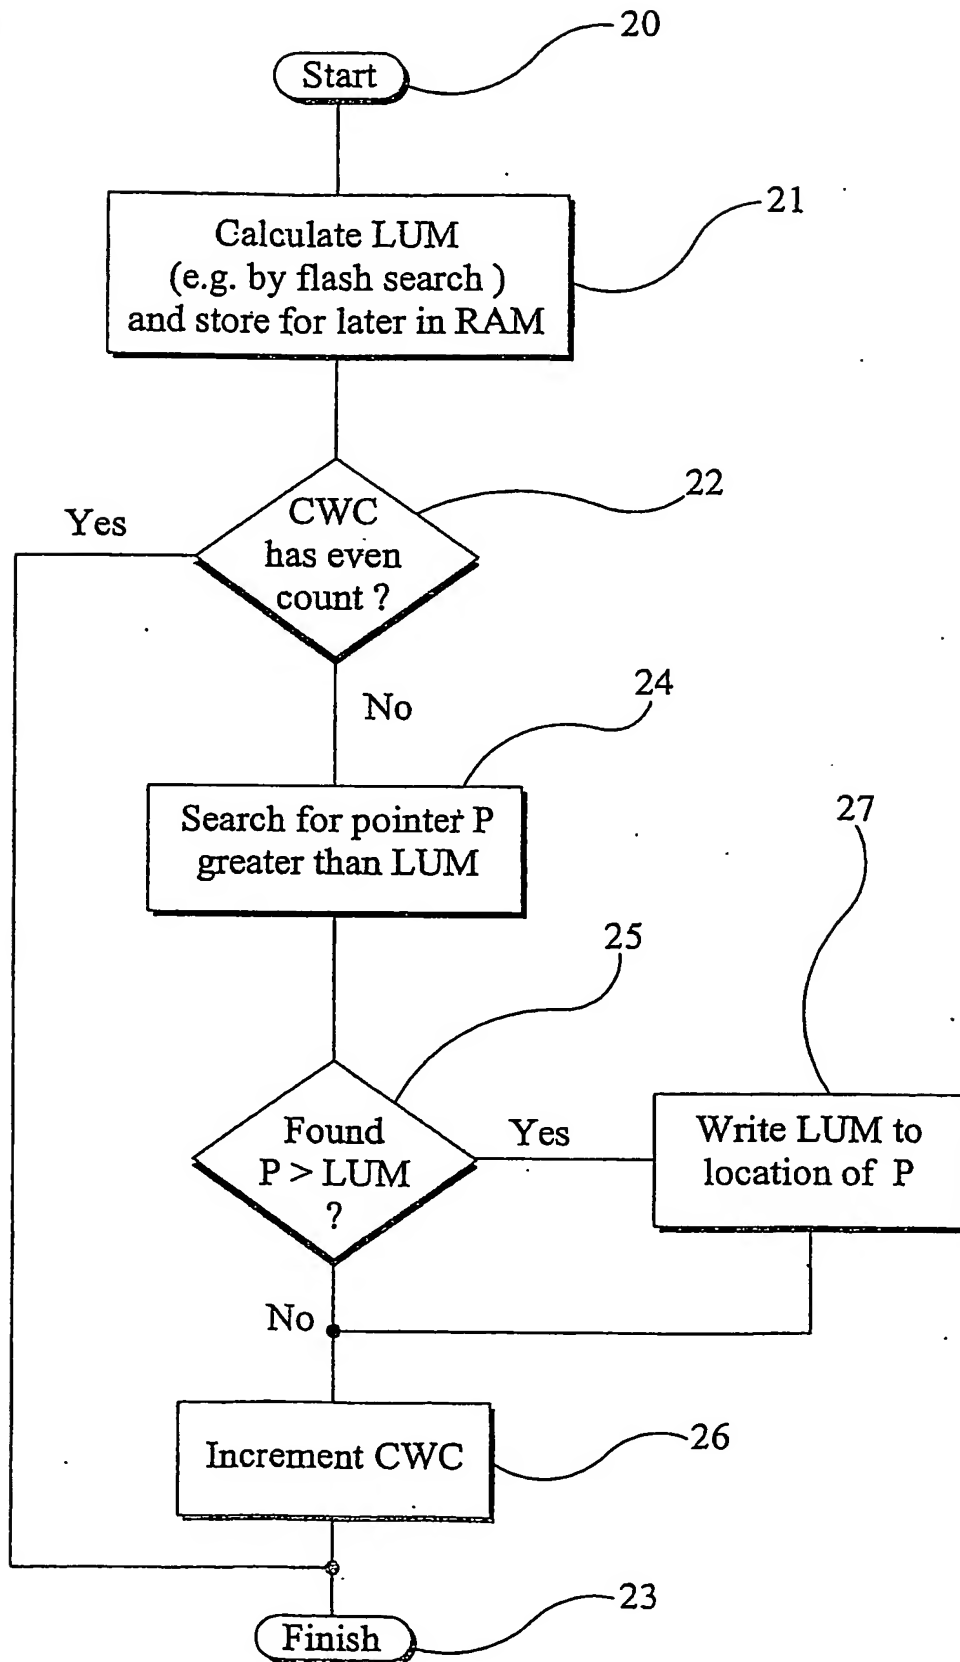 20
Start
21
Calculate LUM
(e.g. by flash search )
and store for later in RAM
22
Yes
CWC
has even
count ?
No
24
Search for pointer P
greater than LUM
27
25
Found
P > LUM
?
Yes
Write LUM to
location of P
No
Increment CWC
26
23
Finish